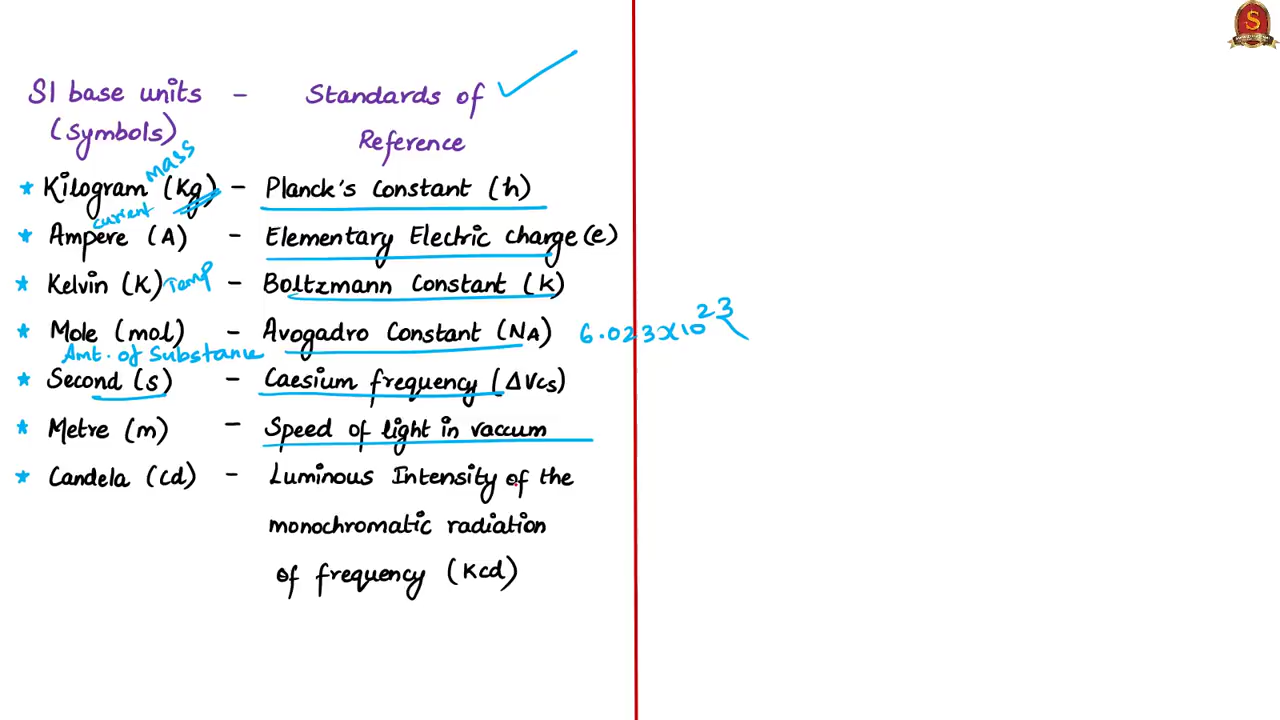 SI base units - Standards of
(symbols) Reference
mass
* Kilogram (Kg) - Planck's Constant (h)
current
* Ampere (A) - Elementary Electric charge (e)
* Kelvin (K) Temp - Boltzmann Constant (k)
* Mole (mol) - Avogadro Constant (NA) 6.023x10^23
Amt. of Substance
* Second (s) - Caesium frequency (ΔVcs)
* Metre (m) - Speed of light in vaccum
* Candela (cd) - Luminous Intensity of the
monochromatic radiation
of frequency (Kcd)
S